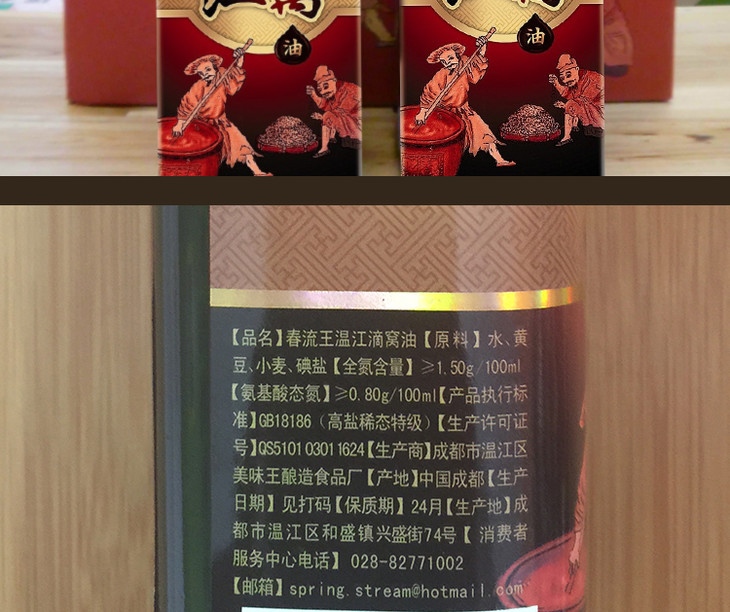 油
油
【品名】春流王温江滴窝油【原料】水、黄
豆、小麦、碘盐【全氮含量】≥1.50g/100ml
【氨基酸态氮】≥0.80g/100ml【产品执行标
准】GB18186（高盐稀态特级）【生产许可证
号】QS5101 0301 1624【生产商】成都市温江区
美味王酿造食品厂【产地】中国成都【生产
日期】见打码【保质期】24月【生产地】成
都市温江区和盛镇兴盛街74号【消费者
服务中心电话】028-82771002
【邮箱】spring.stream@hotmail.com